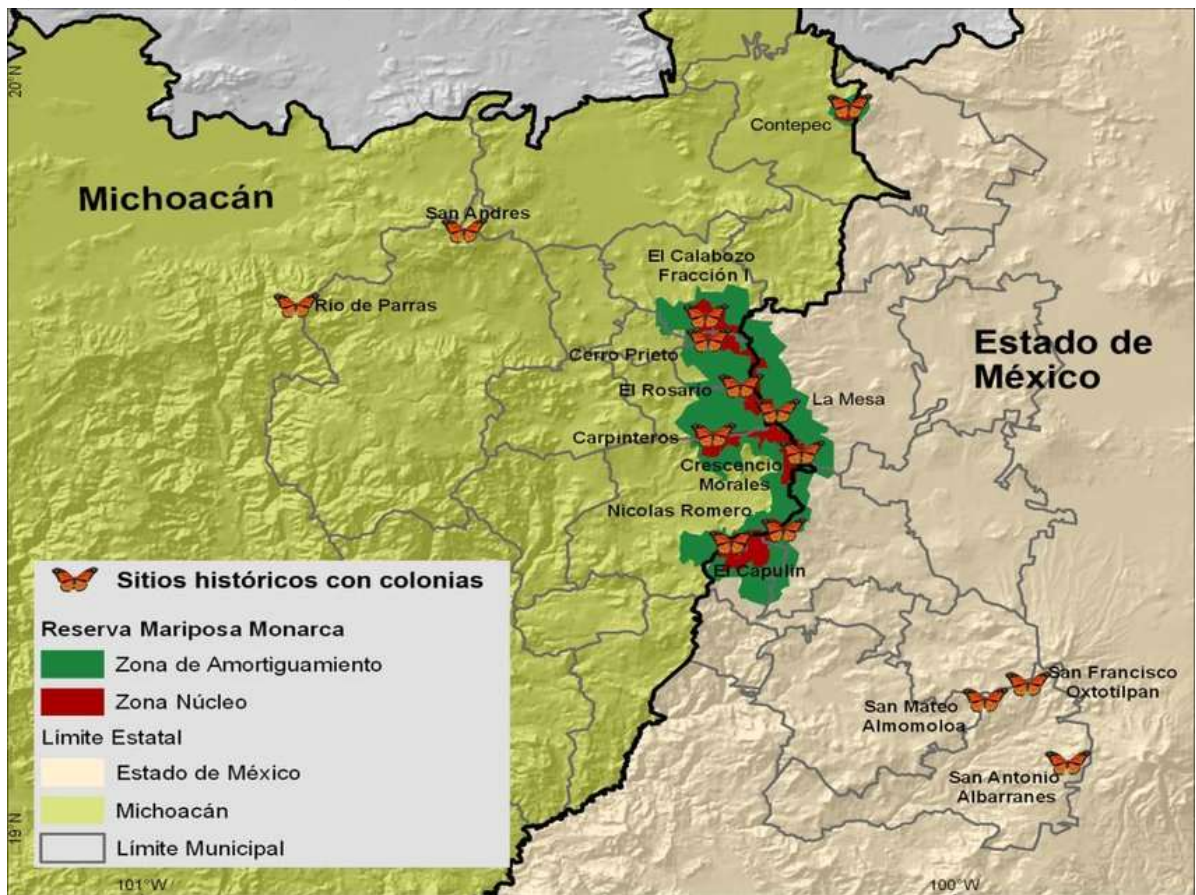 20°N
Contepec
Michoacán
San Andres
El Calabozo
Fracción I
Rio de Parras
Estado de
México
Cerro Prieto
El Rosario
La Mesa
Carpinteros
Crescencio
Morales
Nicolas Romero
El Capulin
Sitios históricos con colonias
Reserva Mariposa Monarca
Zona de Amortiguamiento
Zona Núcleo
Límite Estatal
Estado de México
Michoacán
Límite Municipal
San Francisco
Oxtotilpan
San Mateo
Almomoloa
San Antonio
Albarranes
19°N
101°W
100°W